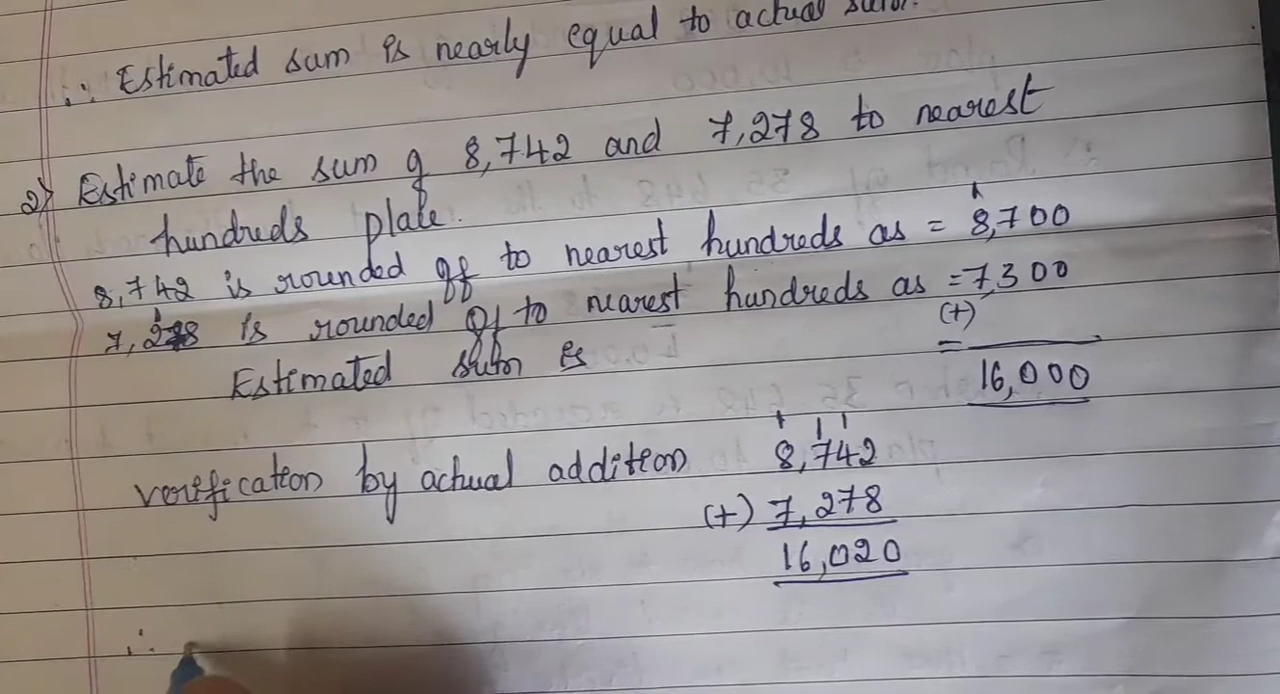 ∴ Estimated sum is nearly equal to actual sum.
2) Estimate the sum of 8,742 and 7,278 to nearest
hundreds place.
8,742 is rounded off to nearest hundreds as = 8,700
7,278 is rounded off to nearest hundreds as = 7,300
(+)
Estimated sum is = 16,000
verification by actual addition 8,742
(+) 7,278
16,020
∴